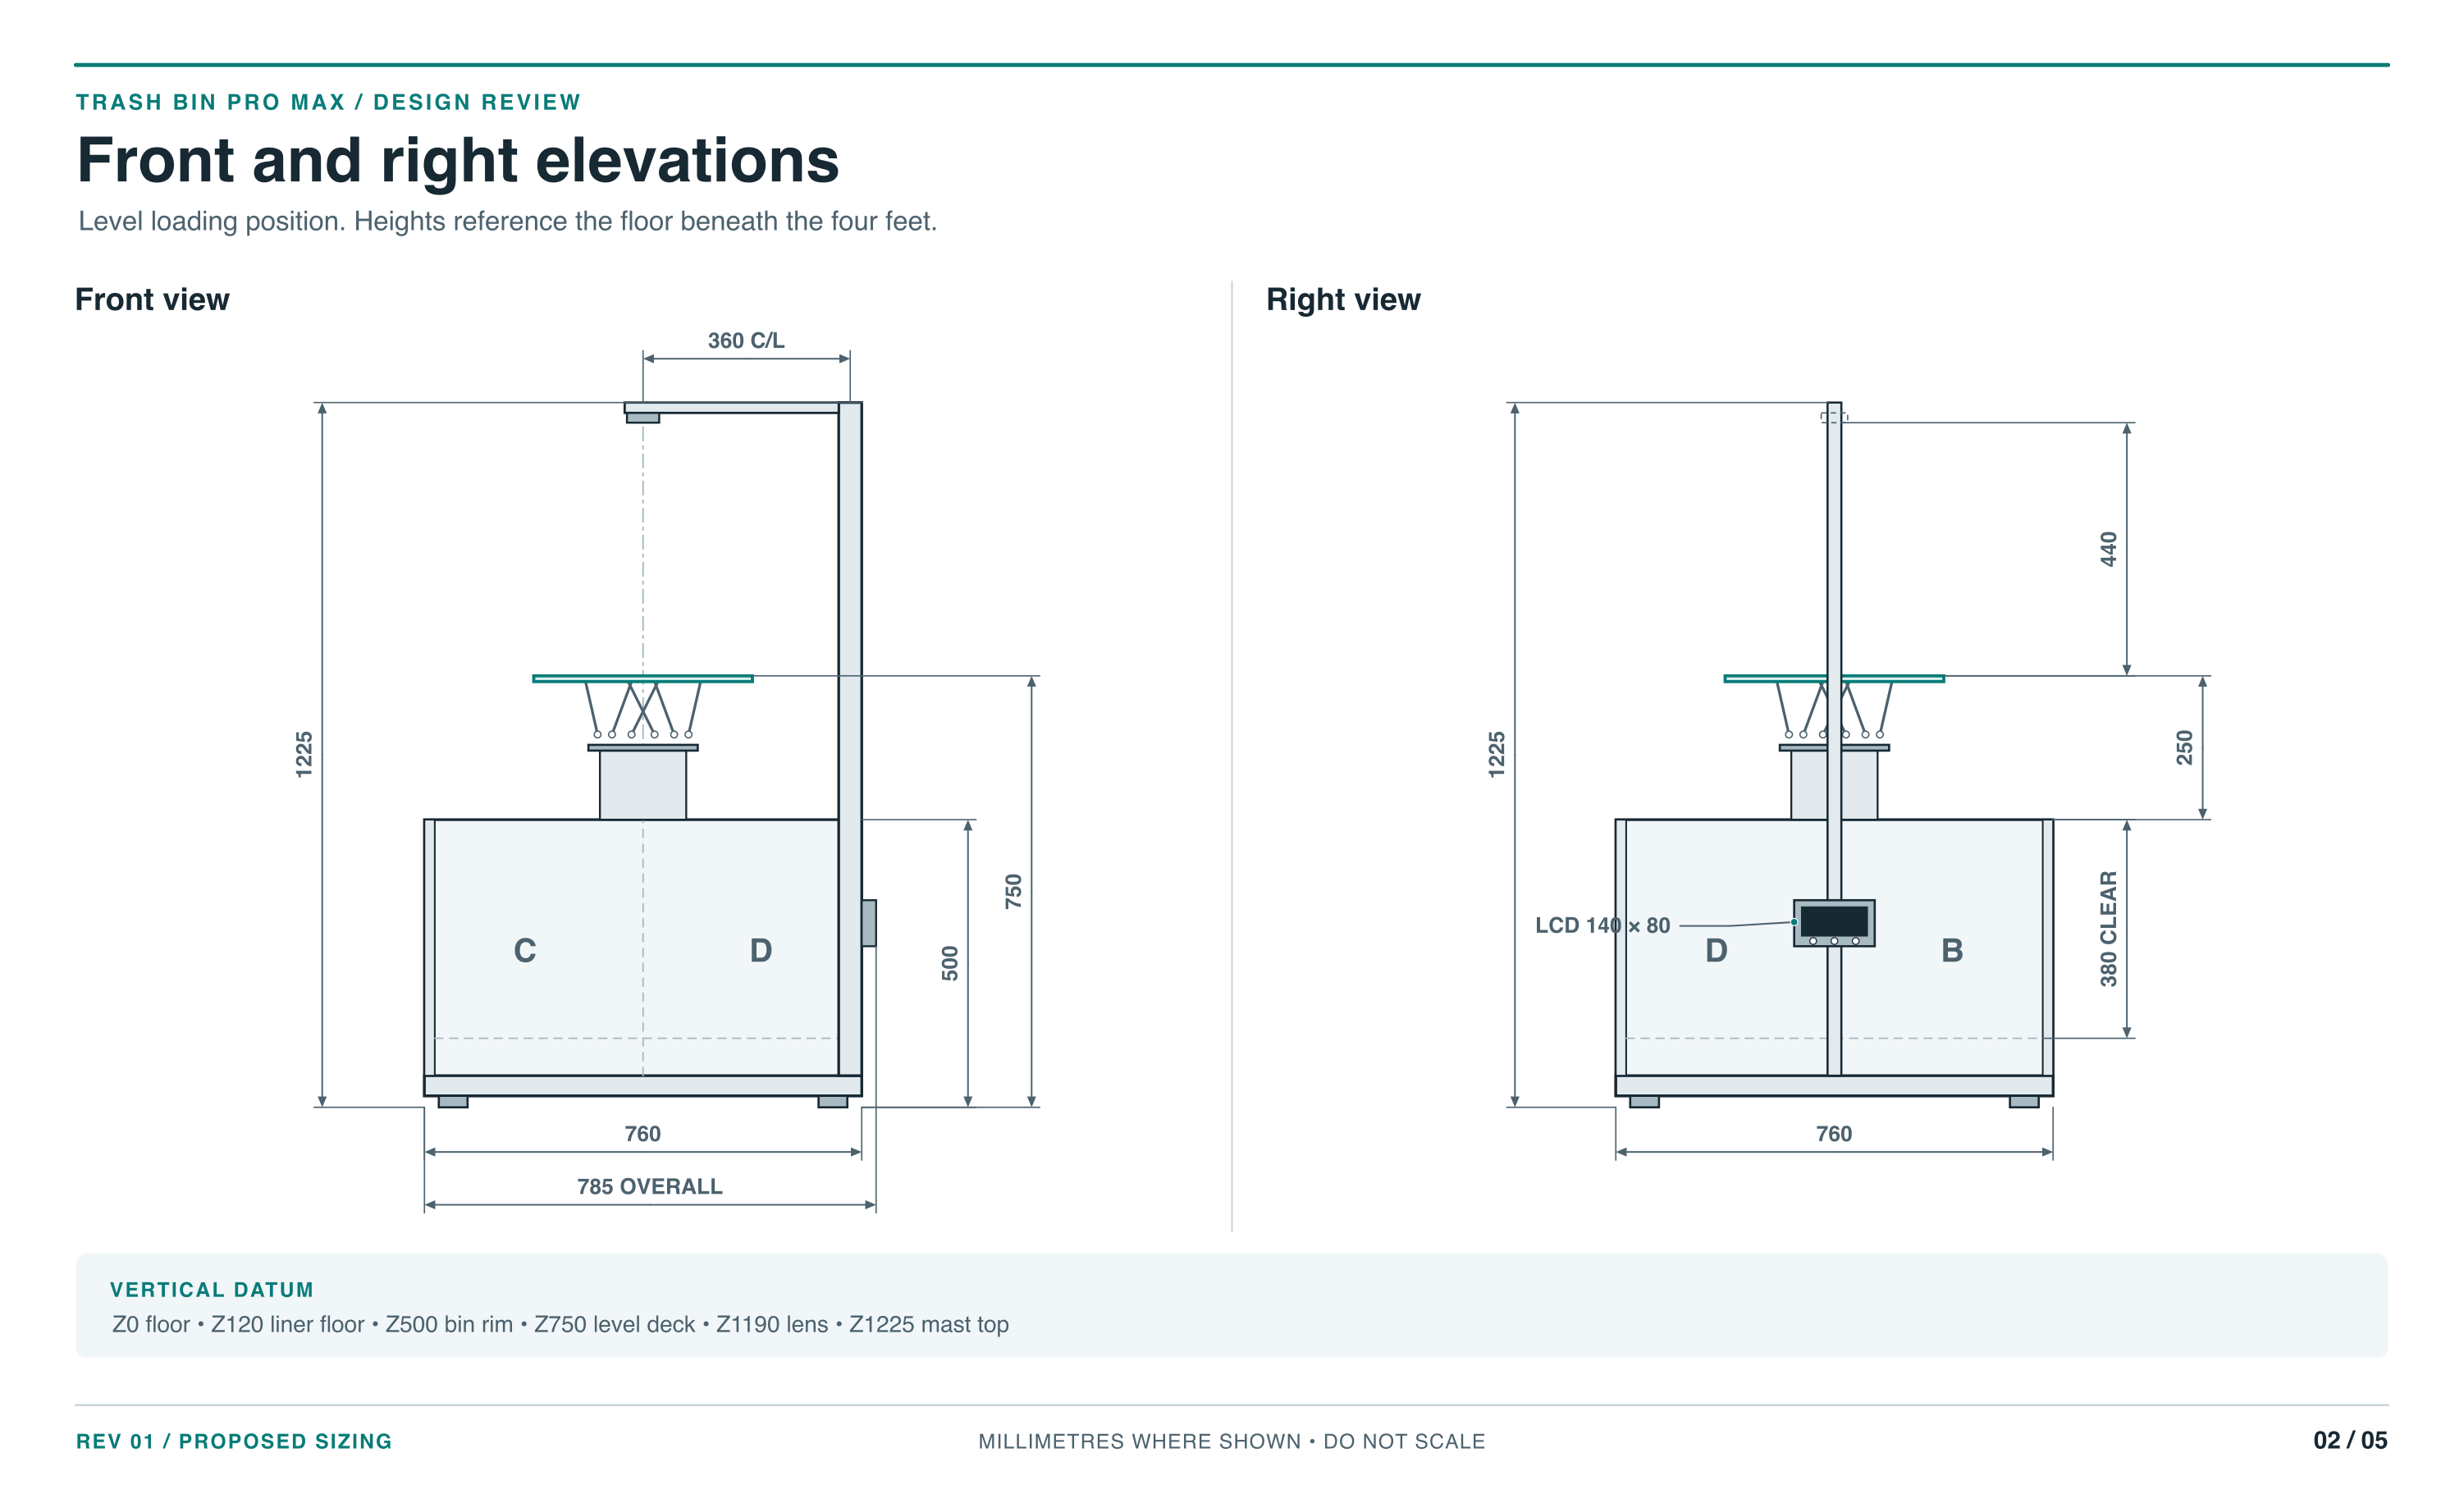 TRASH BIN PRO MAX / DESIGN REVIEW
Front and right elevations
Level loading position. Heights reference the floor beneath the four feet.
Front view
360 C/L
1225
750
500
C
D
760
785 OVERALL
Right view
440
1225
250
380 CLEAR
LCD 140 × 80
D
B
760
VERTICAL DATUM
Z0 floor • Z120 liner floor • Z500 bin rim • Z750 level deck • Z1190 lens • Z1225 mast top
REV 01 / PROPOSED SIZING
MILLIMETRES WHERE SHOWN • DO NOT SCALE
02 / 05